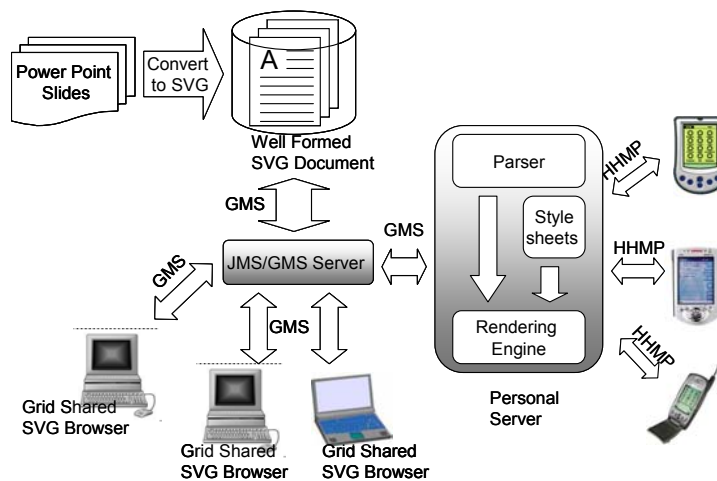 Power Point
Slides
Convert
to SVG
A
Well Formed
SVG Document
GMS
JMS/GMS Server
GMS
GMS
GMS
Grid Shared
SVG Browser
Grid Shared
SVG Browser
Grid Shared
SVG Browser
Parser
Style
sheets
Rendering
Engine
Personal
Server
HHMP
HHMP
HHMP